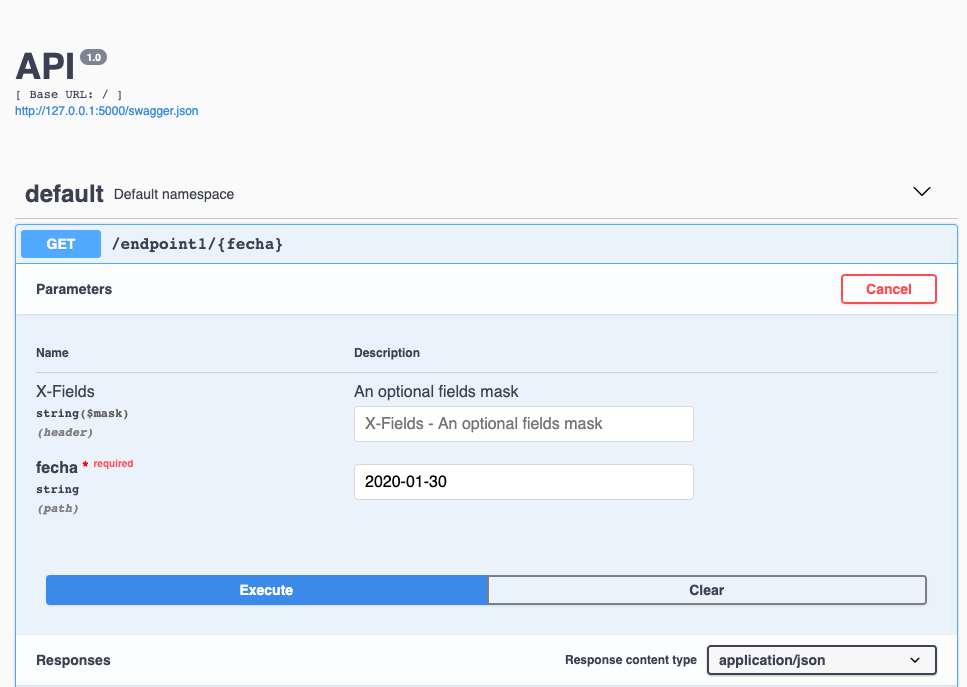 API 1.0
[ Base URL: / ]
http://127.0.0.1:5000/swagger.json
default Default namespace
GET /endpoint1/{fecha}
Parameters Cancel
Name Description
X-Fields An optional fields mask
string($mask) X-Fields - An optional fields mask
(header)
fecha * required
string 2020-01-30
(path)
Execute Clear
Responses Response content type application/json